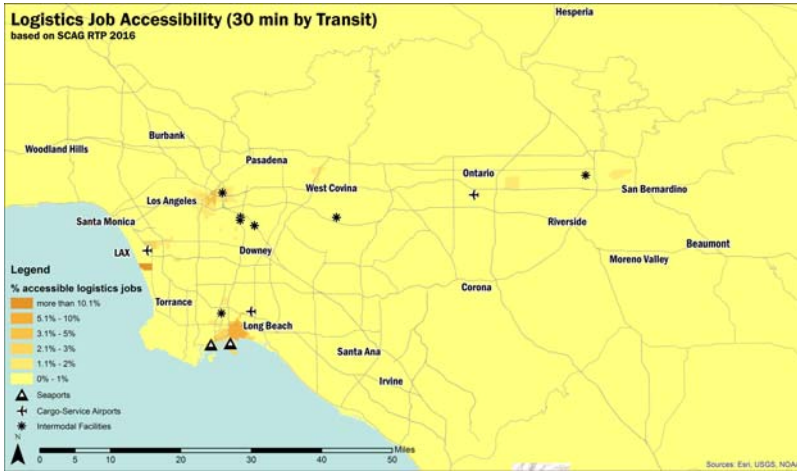 Logistics Job Accessibility (30 min by Transit)
based on SCAG RTP 2016
Hesperia
Burbank
Woodland Hills
Pasadena
Ontario
West Covina
San Bernardino
Los Angeles
Santa Monica
Riverside
LAX
Downey
Beaumont
Moreno Valley
Legend
% accessible logistics jobs
more than 10.1%
5.1% - 10%
3.1% - 5%
2.1% - 3%
1.1% - 2%
0% - 1%
Corona
Torrance
Long Beach
Santa Ana
Irvine
Seaports
Cargo-Service Airports
Intermodal Facilities
N
Miles
0 5 10 20 30 40 50
Sources: Esri, USGS, NOAA